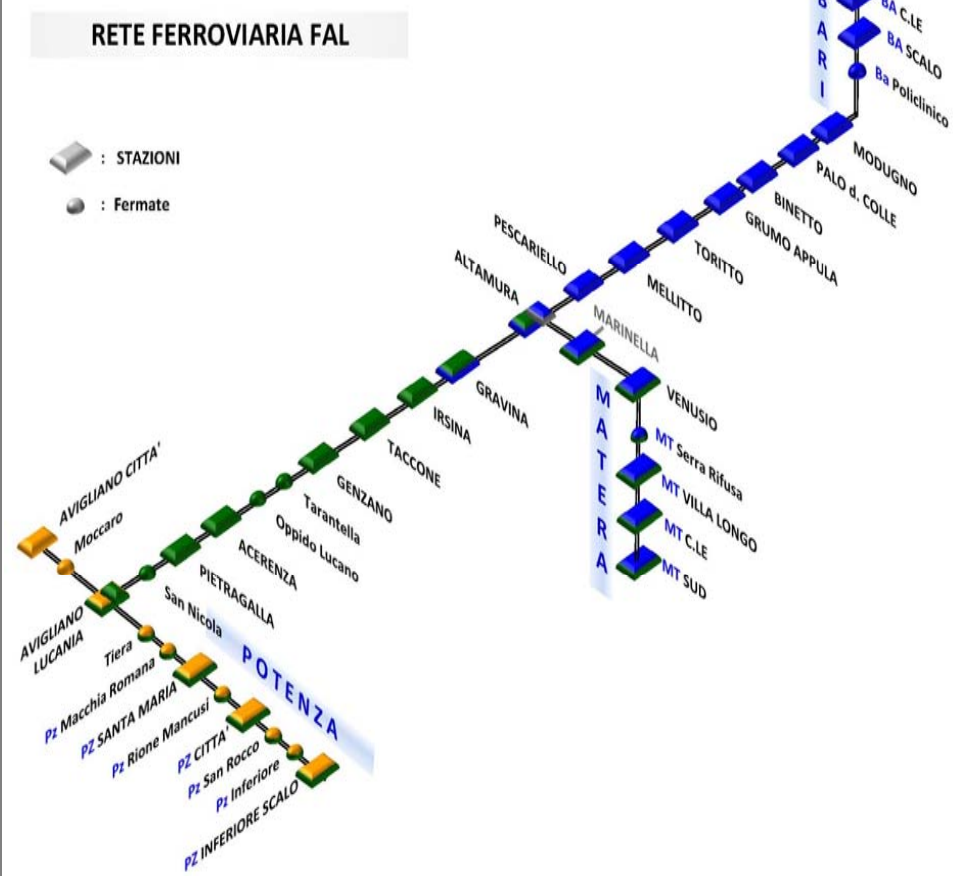 RETE FERROVIARIA FAL
: STAZIONI
: Fermate
BARI
BA C.LE
BA SCALO
Ba Policlinico
MODUGNO
PALO d. COLLE
BINETTO
GRUMO APPULA
TORITTO
MELLITTO
PESCARIELLO
ALTAMURA
MARINELLA
VENUSIO
MATERA
MT Serra Rifusa
MT VILLA LONGO
MT C.LE
MT SUD
GRAVINA
IRSINA
TACCONE
GENZANO
Tarantella
Oppido Lucano
ACERENZA
PIETRAGALLA
San Nicola
AVIGLIANO CITTA'
Moccaro
AVIGLIANO
LUCANIA
POTENZA
Tiera
Pz Macchia Romana
PZ SANTA MARIA
Pz Rione Mancusi
PZ CITTA'
Pz San Rocco
Pz Inferiore
PZ INFERIORE SCALO